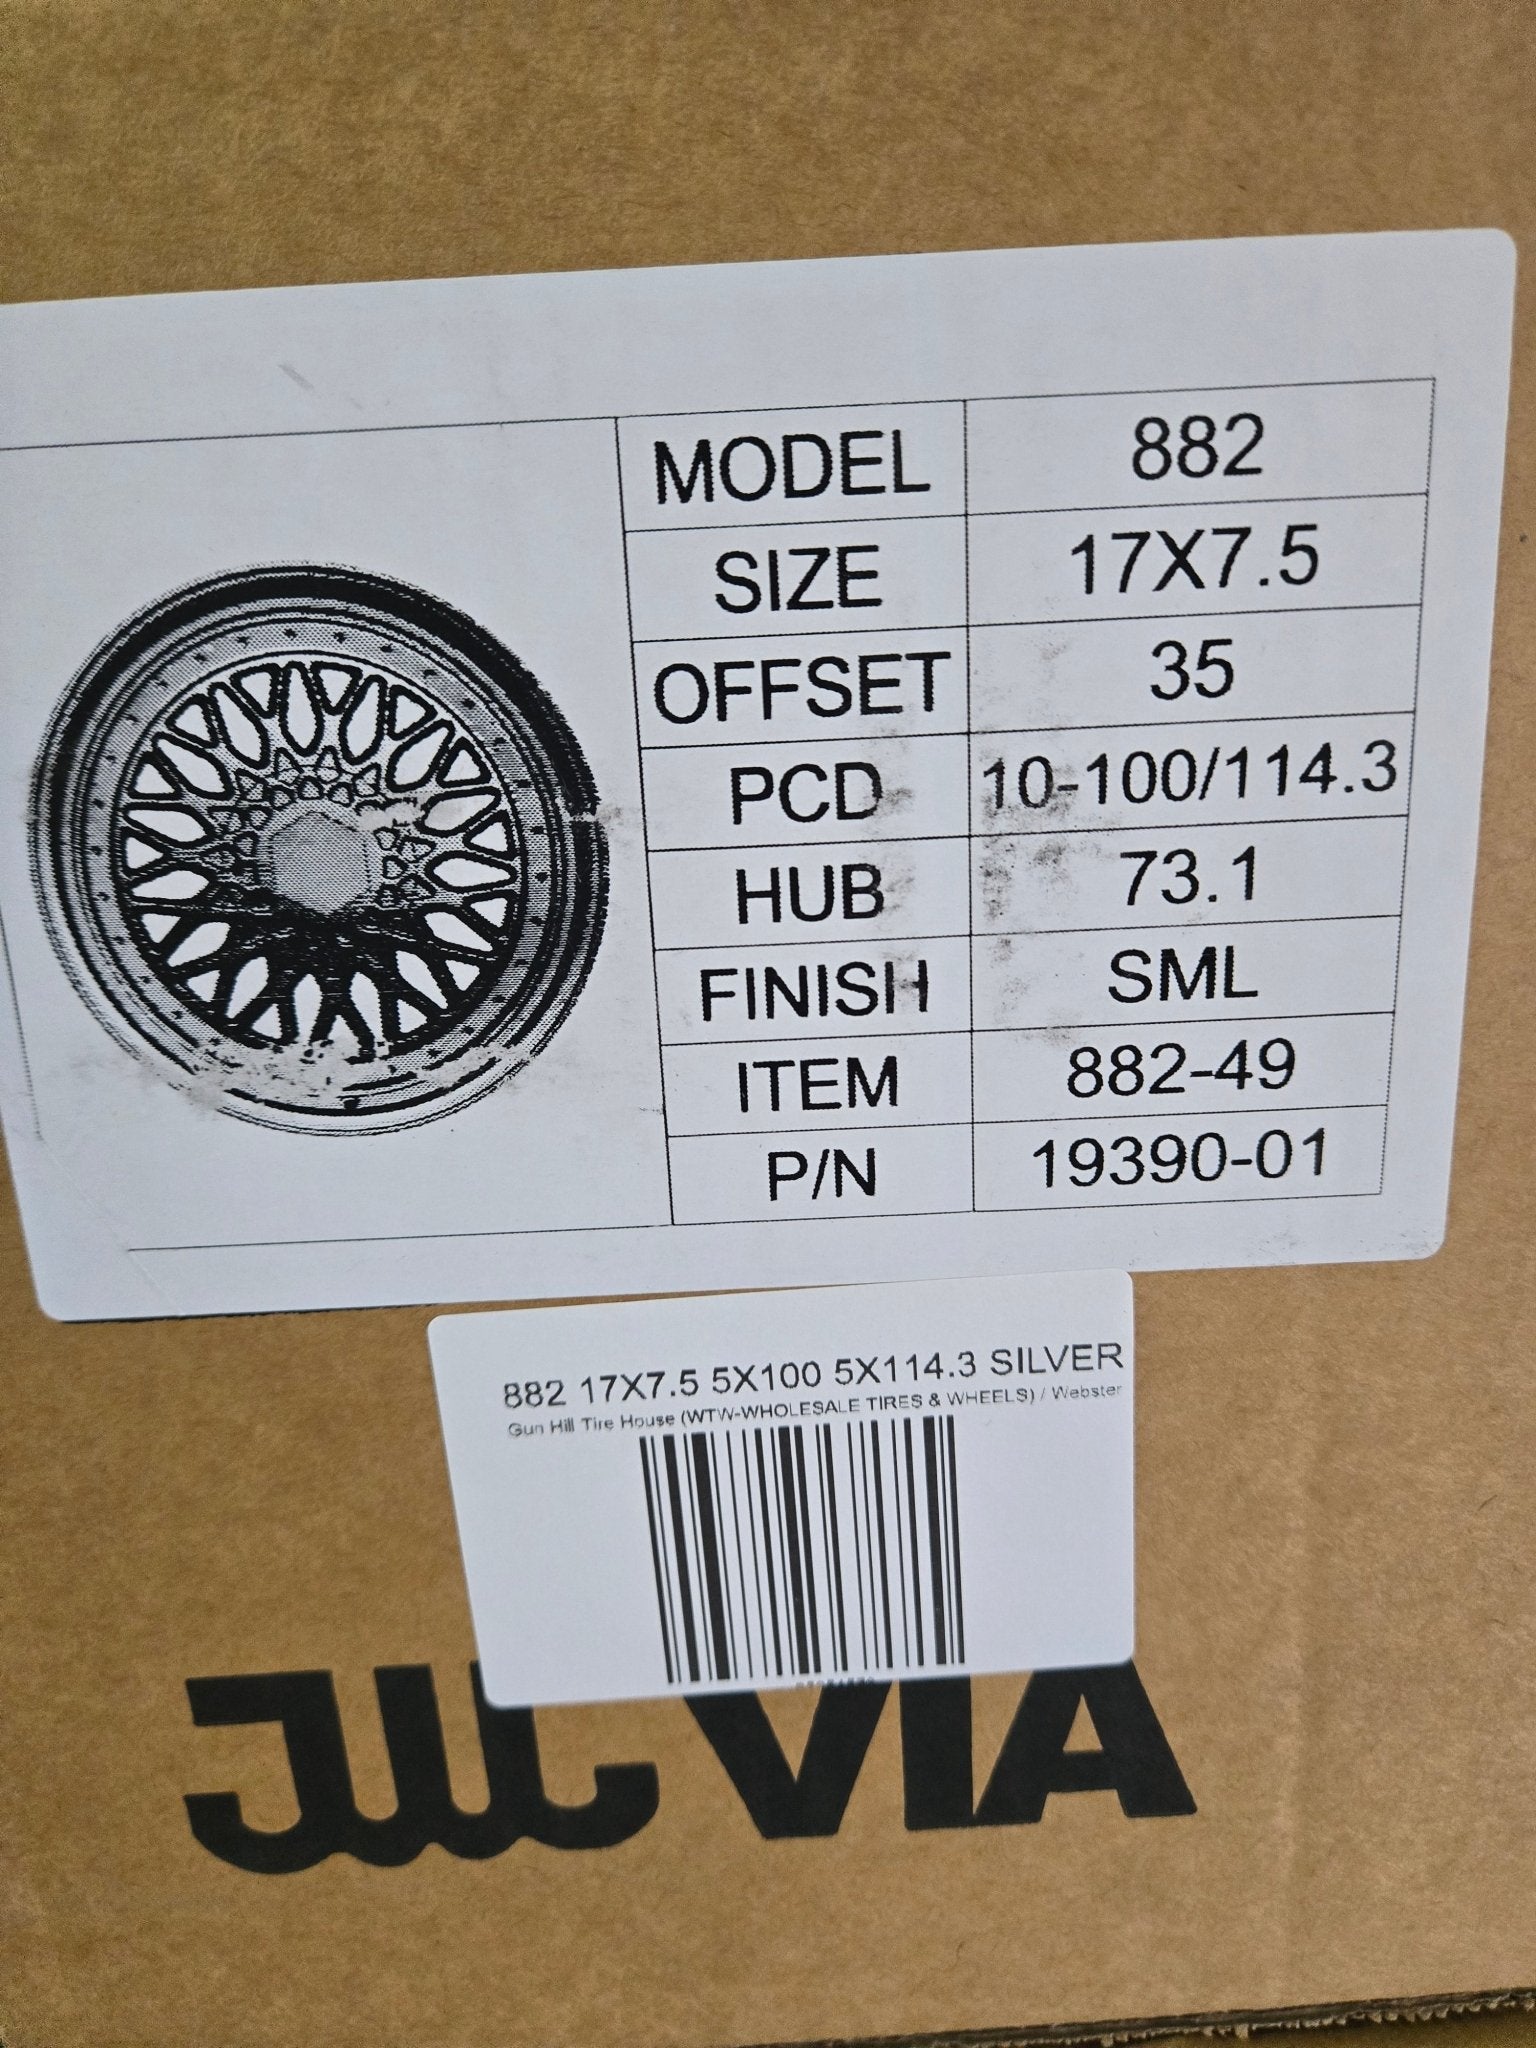 MODEL 882
SIZE 17X7.5
OFFSET 35
PCD 10-100/114.3
HUB 73.1
FINISH SML
ITEM 882-49
P/N 19390-01
882 17X7.5 5X100 5X114.3 SILVER
Gun Hill Tire House (WTW-WHOLESALE TIRES & WHEELS) / Webster
VIA